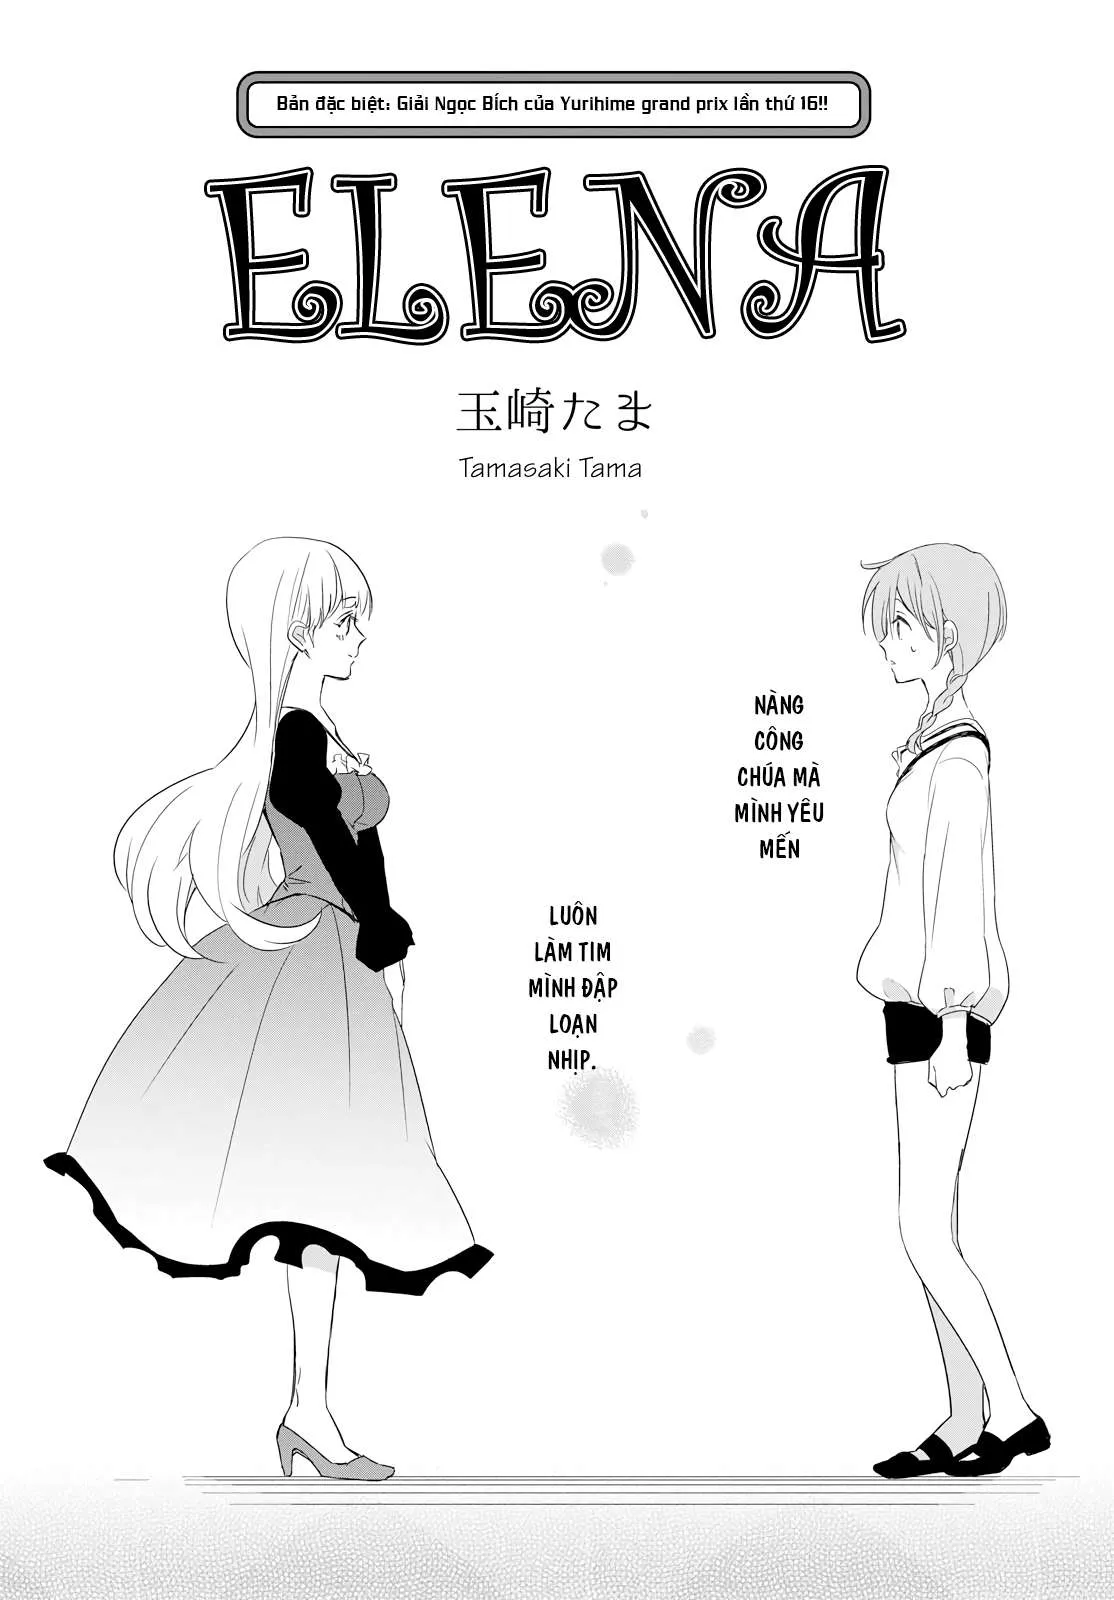 Bản đặc biệt: Giải Ngọc Bích của Yurihime grand prix lần thứ 16!!
ELENA
玉崎たま
Tamasaki Tama
NÀNG
CÔNG
CHÚA MÀ
MÌNH YÊU
MẾN
LUÔN
LÀM TIM
MÌNH ĐẬP
LOẠN
NHỊP.